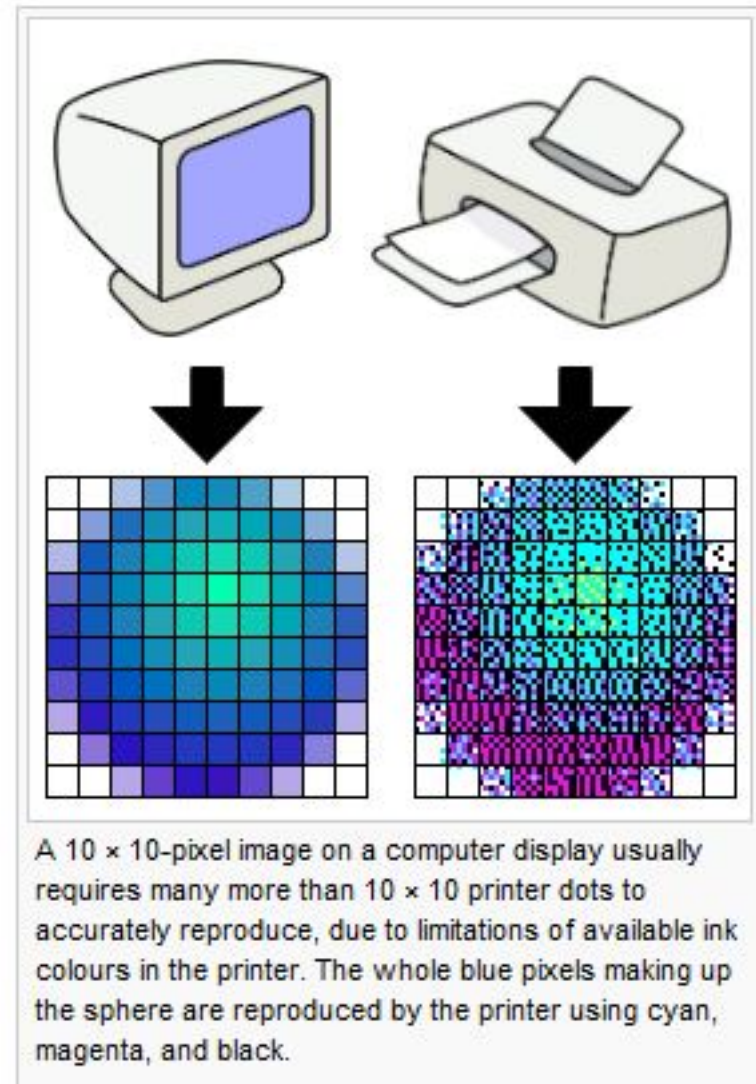 A 10 × 10-pixel image on a computer display usually
requires many more than 10 × 10 printer dots to
accurately reproduce, due to limitations of available ink
colours in the printer. The whole blue pixels making up
the sphere are reproduced by the printer using cyan,
magenta, and black.